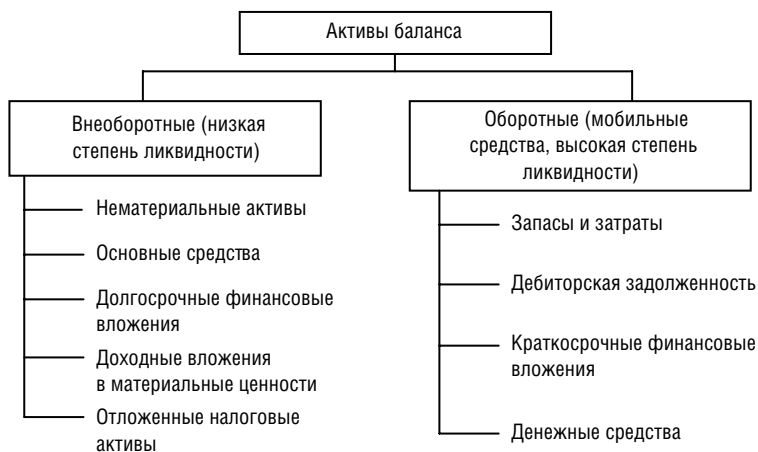 Активы баланса
Внеоборотные (низкая
степень ликвидности)
Нематериальные активы
Основные средства
Долгосрочные финансовые
вложения
Доходные вложения
в материальные ценности
Отложенные налоговые
активы
Оборотные (мобильные
средства, высокая степень
ликвидности)
Запасы и затраты
Дебиторская задолженность
Краткосрочные финансовые
вложения
Денежные средства